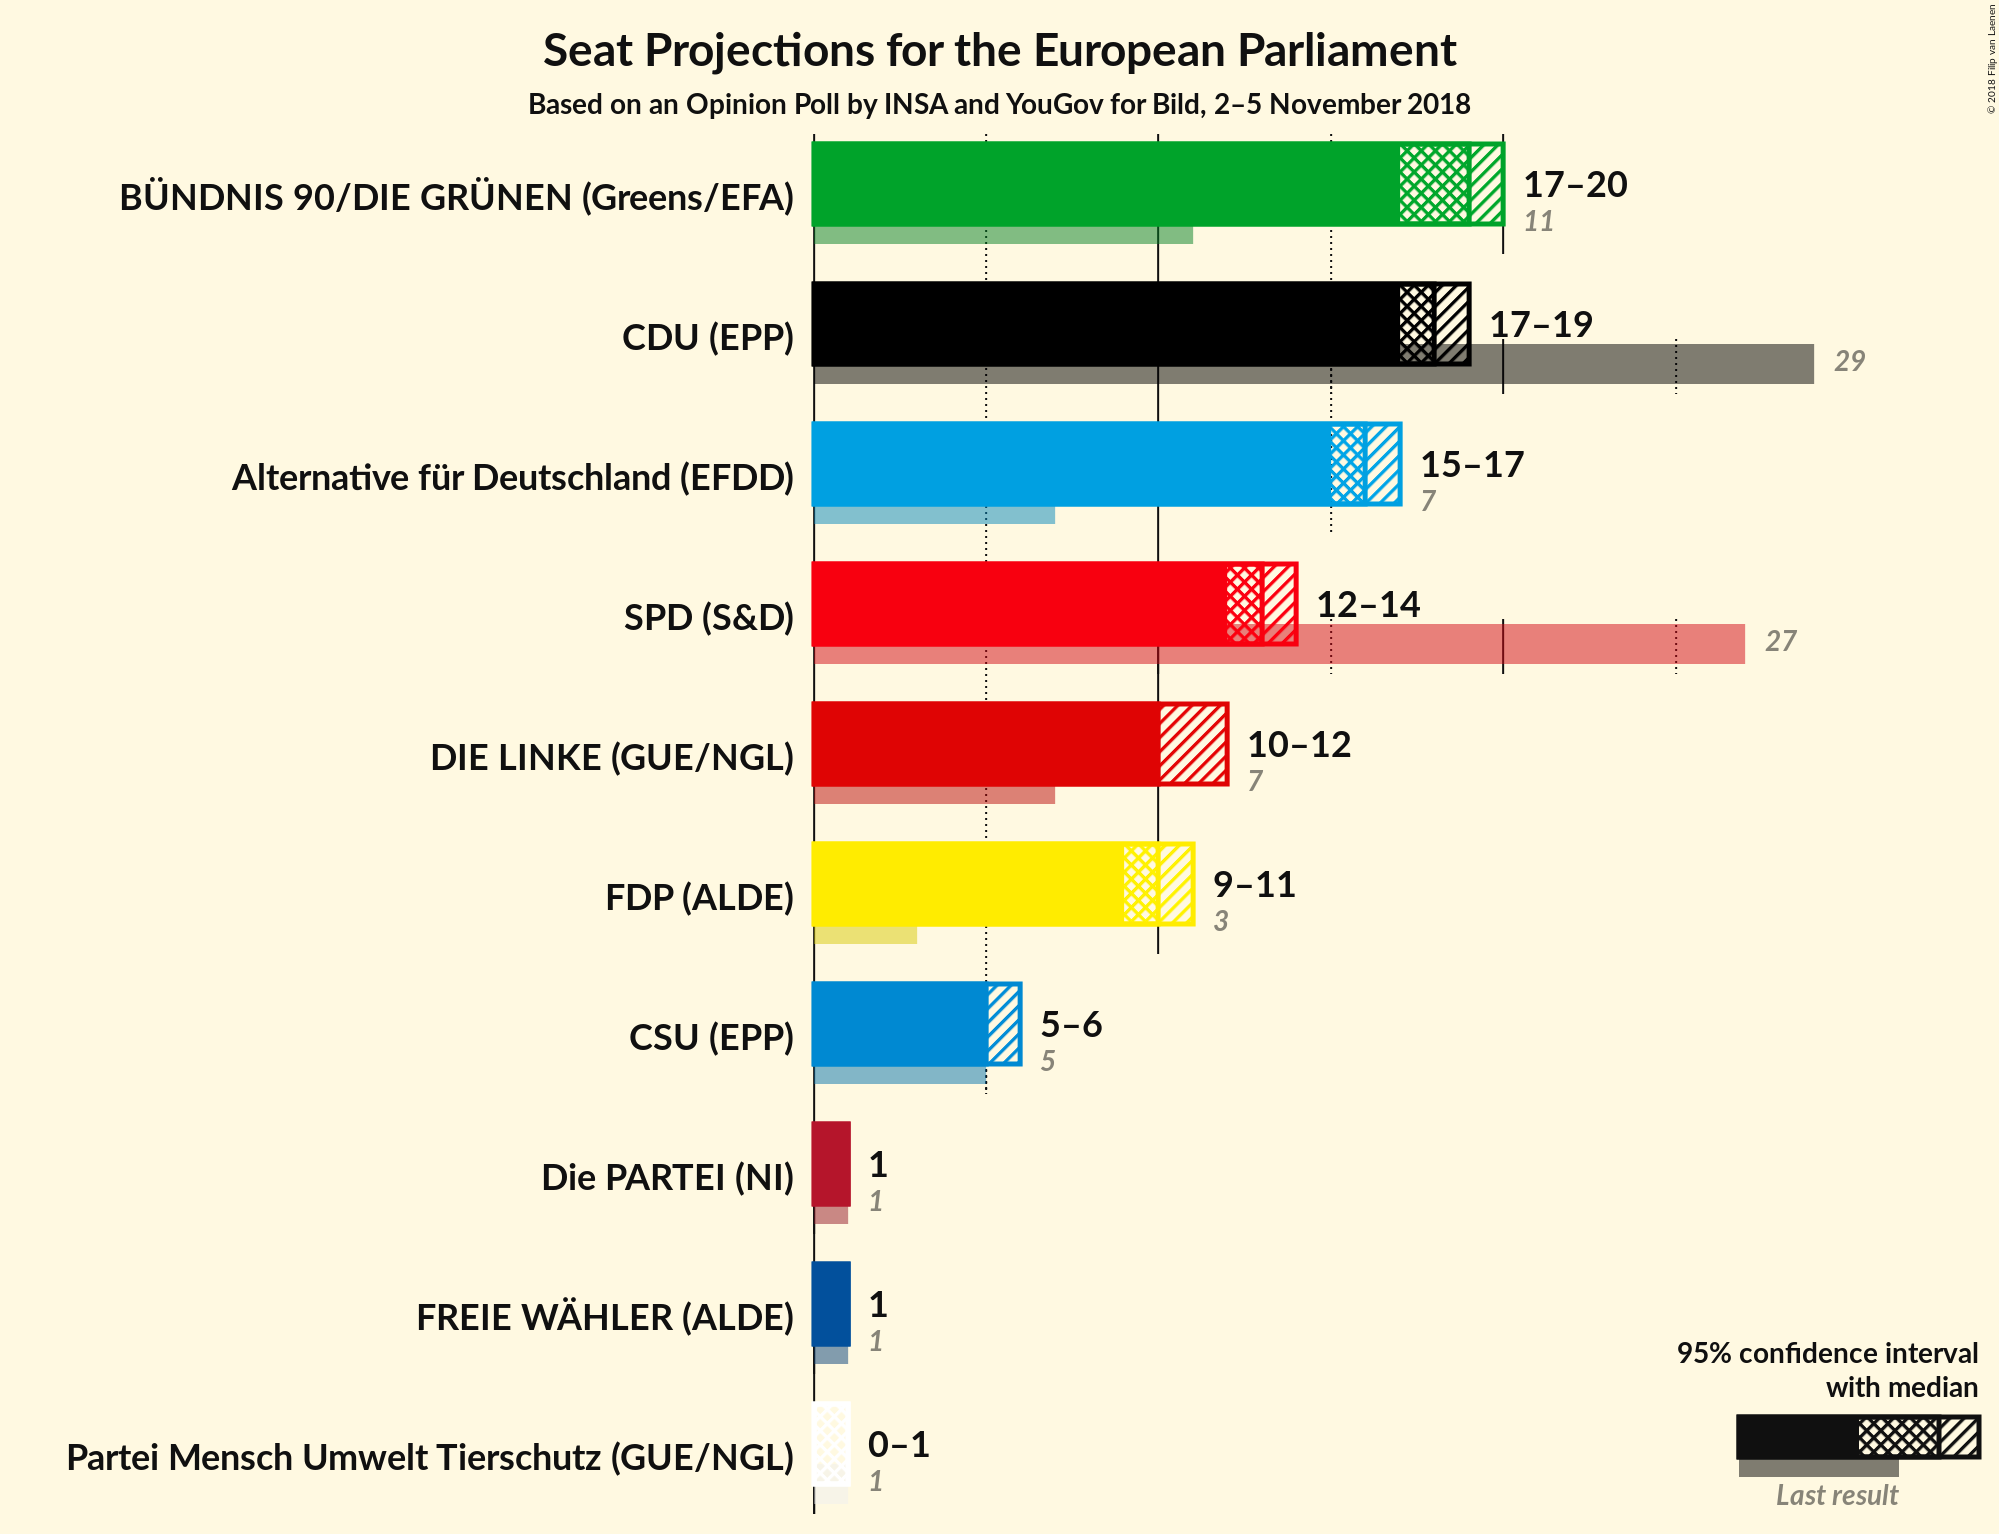 Seat Projections for the European Parliament
Based on an Opinion Poll by INSA and YouGov for Bild, 2–5 November 2018
© 2018 Filip van Laenen
BÜNDNIS 90/DIE GRÜNEN (Greens/EFA)
17–20
11
CDU (EPP)
17–19
29
Alternative für Deutschland (EFDD)
15–17
7
SPD (S&D)
12–14
27
DIE LINKE (GUE/NGL)
10–12
7
FDP (ALDE)
9–11
3
CSU (EPP)
5–6
5
Die PARTEI (NI)
1
1
FREIE WÄHLER (ALDE)
1
1
Partei Mensch Umwelt Tierschutz (GUE/NGL)
0–1
1
95% confidence interval
with median
Last result